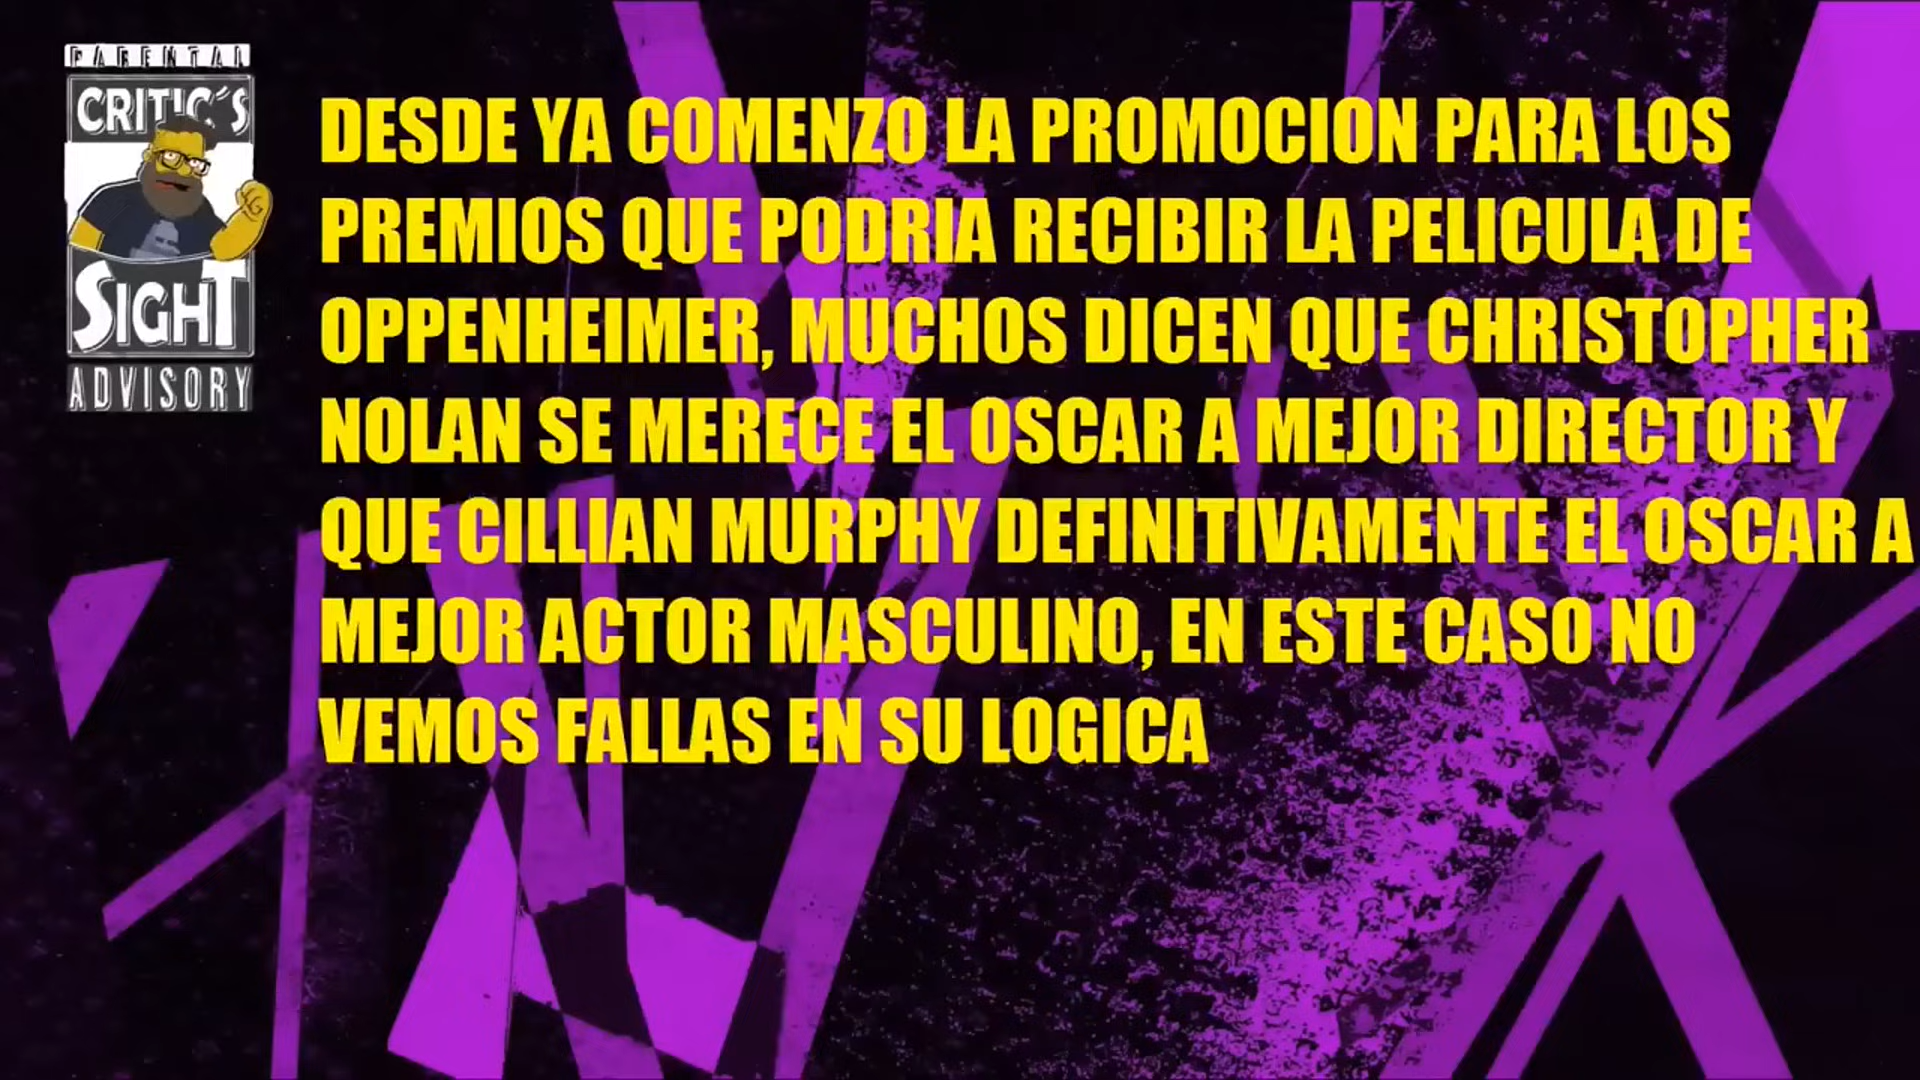 PARENTAL
CRITIC´S
SIGHT
ADVISORY
DESDE YA COMENZO LA PROMOCION PARA LOS
PREMIOS QUE PODRIA RECIBIR LA PELICULA DE
OPPENHEIMER, MUCHOS DICEN QUE CHRISTOPHER
NOLAN SE MERECE EL OSCAR A MEJOR DIRECTOR Y
QUE CILLIAN MURPHY DEFINITIVAMENTE EL OSCAR A
MEJOR ACTOR MASCULINO, EN ESTE CASO NO
VEMOS FALLAS EN SU LOGICA